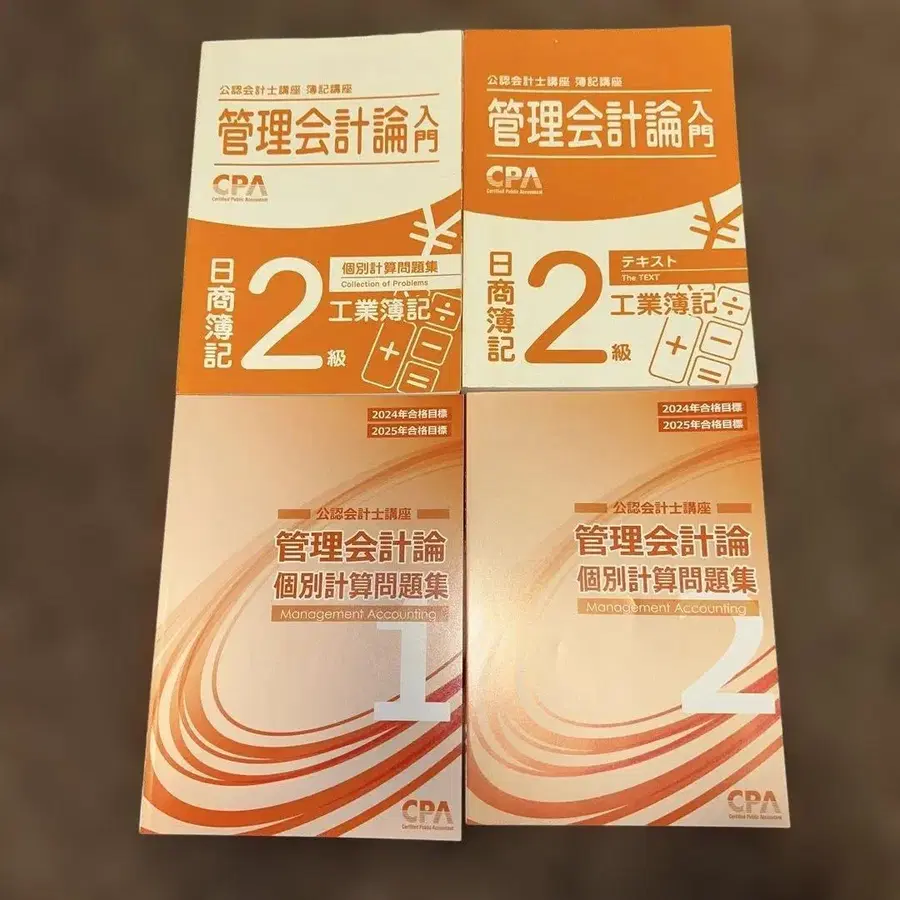 公認会計士講座 簿記講座
管理会計論入門
CPA
Certified Public Accountant
日商簿記2級
個別計算問題集
Collection of Problems
工業簿記
公認会計士講座 簿記講座
管理会計論入門
CPA
Certified Public Accountant
日商簿記2級
テキスト
The TEXT
工業簿記
2024年合格目標
2025年合格目標
公認会計士講座
管理会計論
個別計算問題集
Management Accounting
1
CPA
Certified Public Accountant
2024年合格目標
2025年合格目標
公認会計士講座
管理会計論
個別計算問題集
Management Accounting
2
CPA
Certified Public Accountant